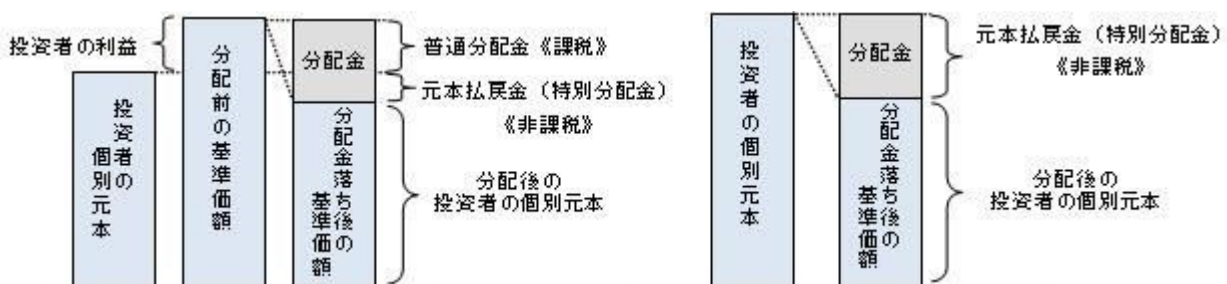 投資者の利益
投資者の
個別元本
分配前の基準価額
分配金
分配金落ち後の
基準価額
普通分配金《課税》
元本払戻金（特別分配金）
《非課税》
分配後の
投資者の個別元本
投資者の個別元本
分配金
分配金落ち後の
基準価額
元本払戻金（特別分配金）
《非課税》
分配後の
投資者の個別元本